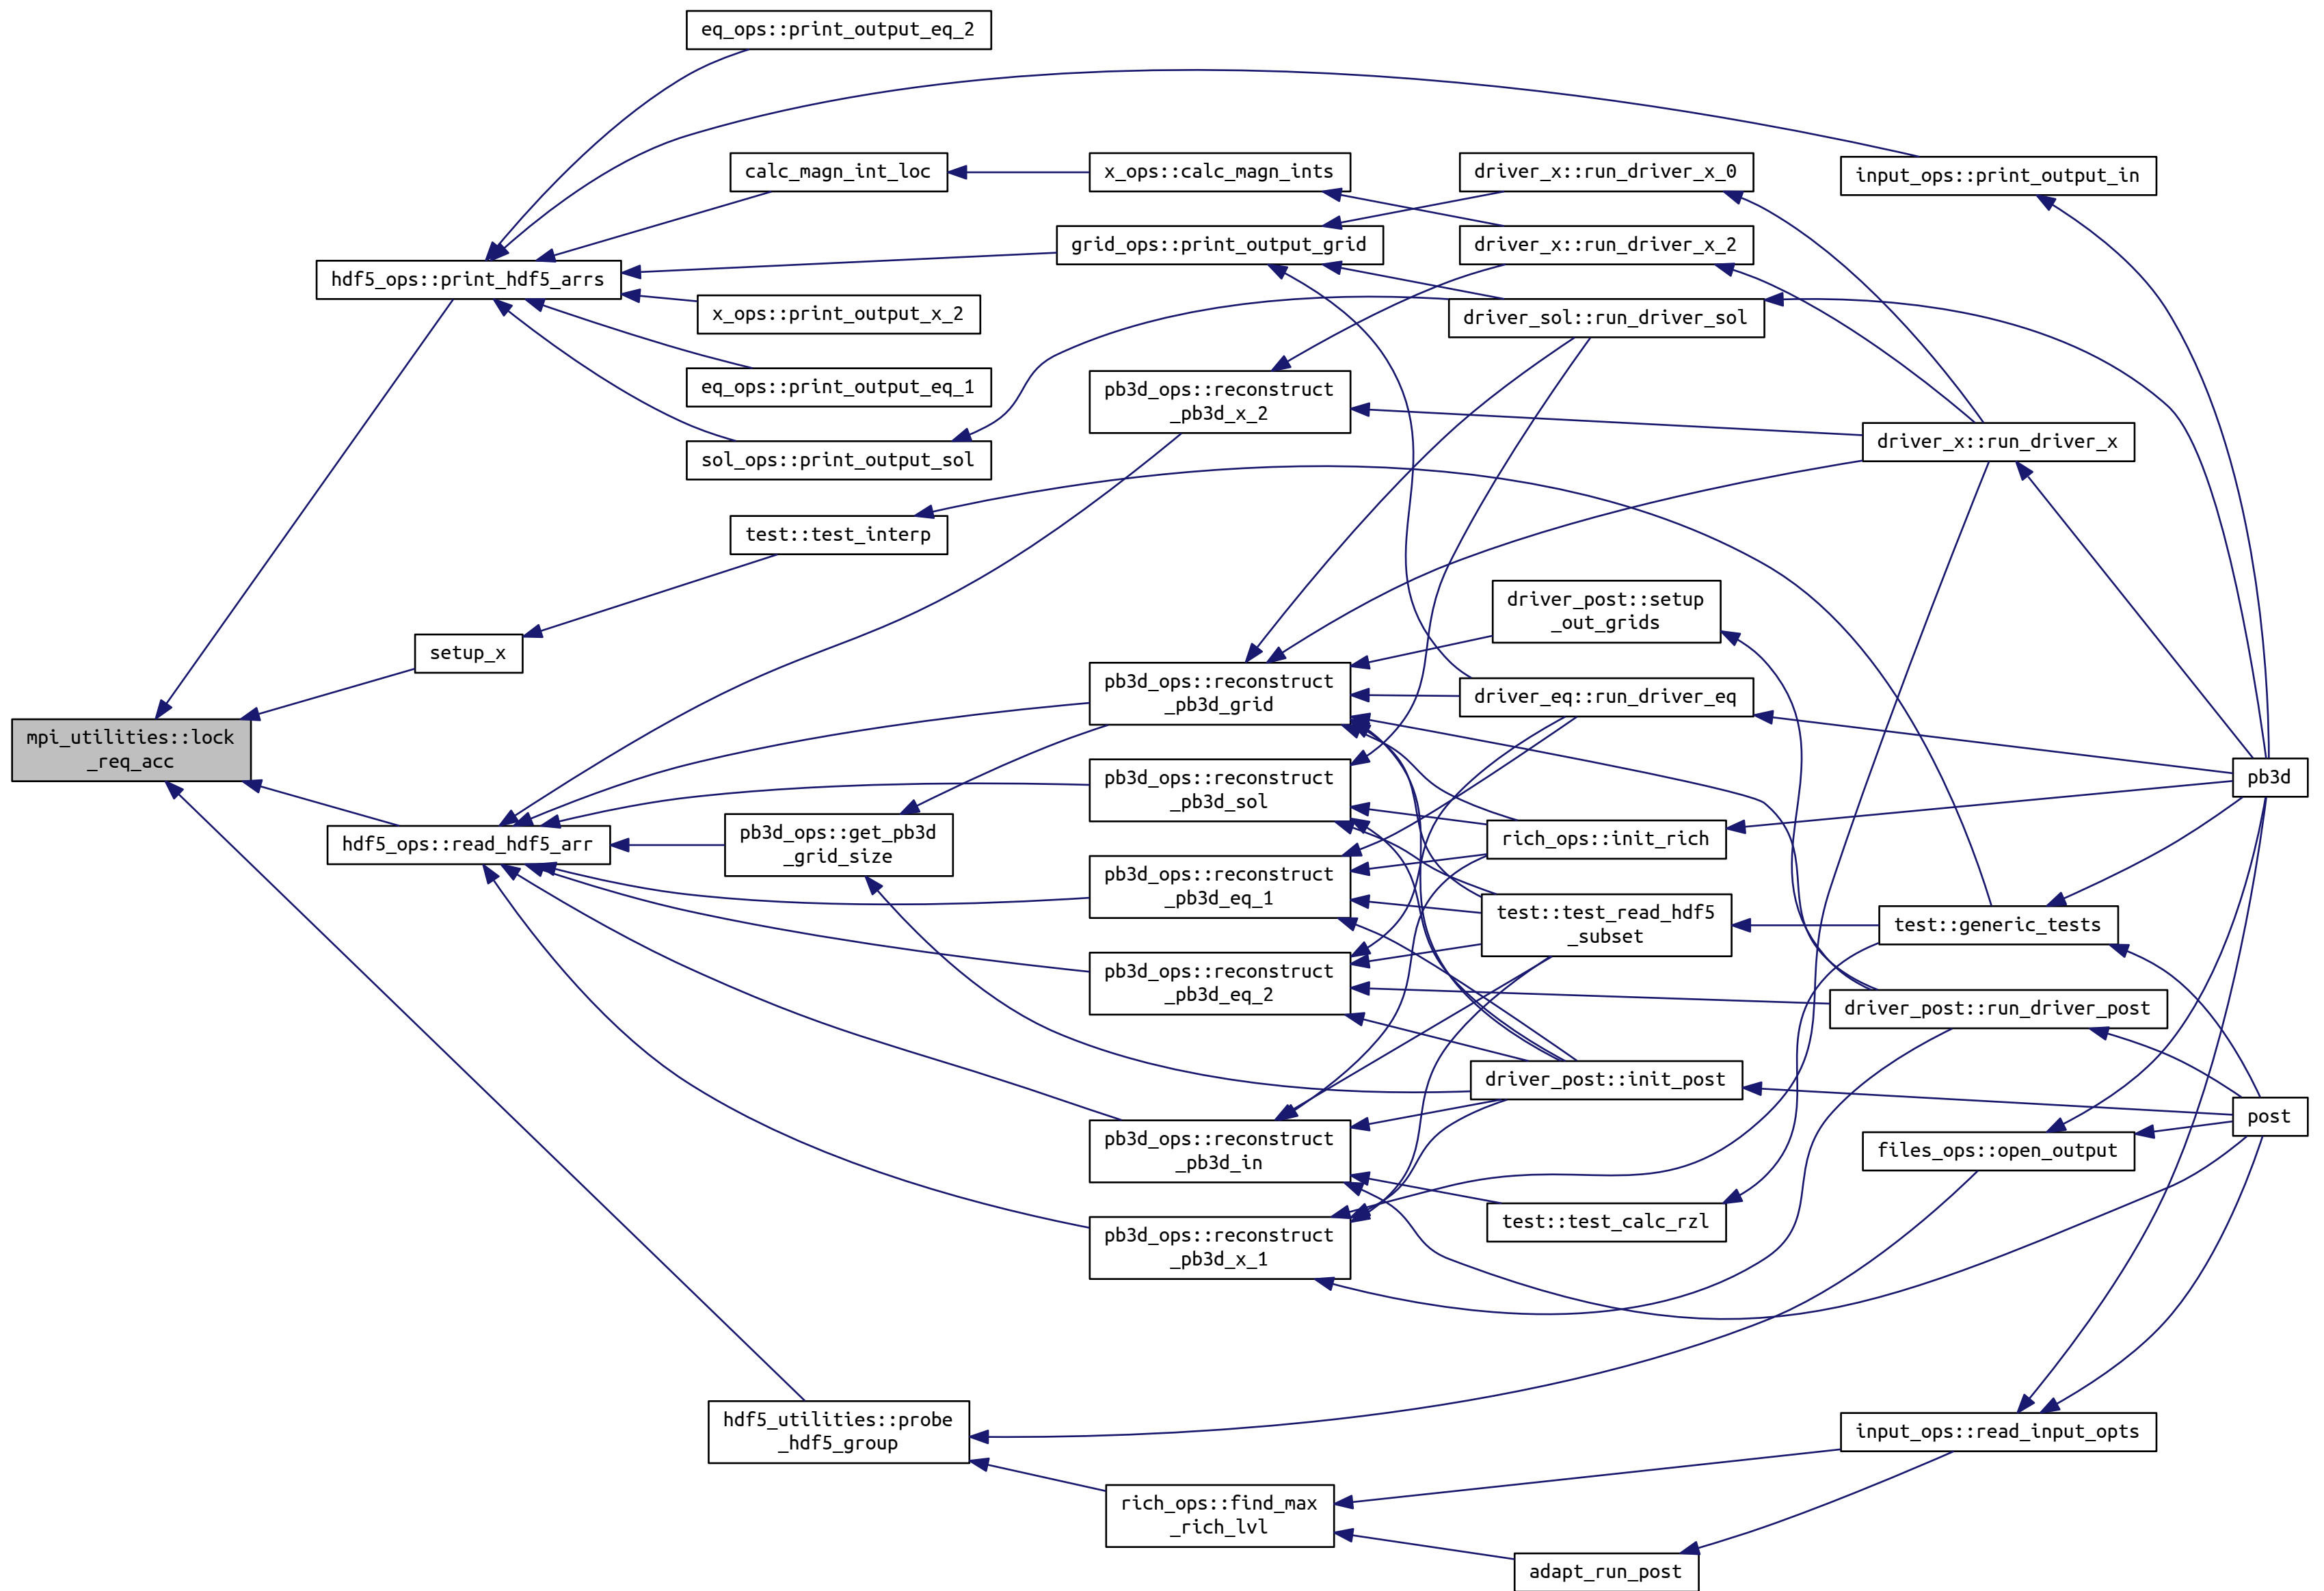 mpi_utilities::lock
_req_acc
hdf5_ops::print_hdf5_arrs
setup_x
hdf5_ops::read_hdf5_arr
eq_ops::print_output_eq_2
calc_magn_int_loc
x_ops::print_output_x_2
eq_ops::print_output_eq_1
sol_ops::print_output_sol
test::test_interp
pb3d_ops::get_pb3d
_grid_size
hdf5_utilities::probe
_hdf5_group
x_ops::calc_magn_ints
grid_ops::print_output_grid
pb3d_ops::reconstruct
_pb3d_x_2
pb3d_ops::reconstruct
_pb3d_grid
pb3d_ops::reconstruct
_pb3d_sol
pb3d_ops::reconstruct
_pb3d_eq_1
pb3d_ops::reconstruct
_pb3d_eq_2
pb3d_ops::reconstruct
_pb3d_in
pb3d_ops::reconstruct
_pb3d_x_1
rich_ops::find_max
_rich_lvl
driver_x::run_driver_x_0
driver_x::run_driver_x_2
driver_sol::run_driver_sol
driver_post::setup
_out_grids
driver_eq::run_driver_eq
rich_ops::init_rich
test::test_read_hdf5
_subset
driver_post::init_post
test::test_calc_rzl
adapt_run_post
input_ops::print_output_in
driver_x::run_driver_x
test::generic_tests
driver_post::run_driver_post
files_ops::open_output
input_ops::read_input_opts
pb3d
post